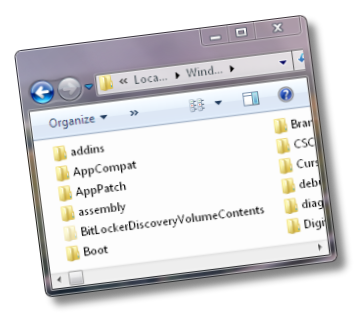 « Loca... Wind...
Organize »
addins
AppCompat
AppPatch
assembly
BitLockerDiscoveryVolumeContents
Boot
Bran
CSC
Curs
debu
diag
Digi